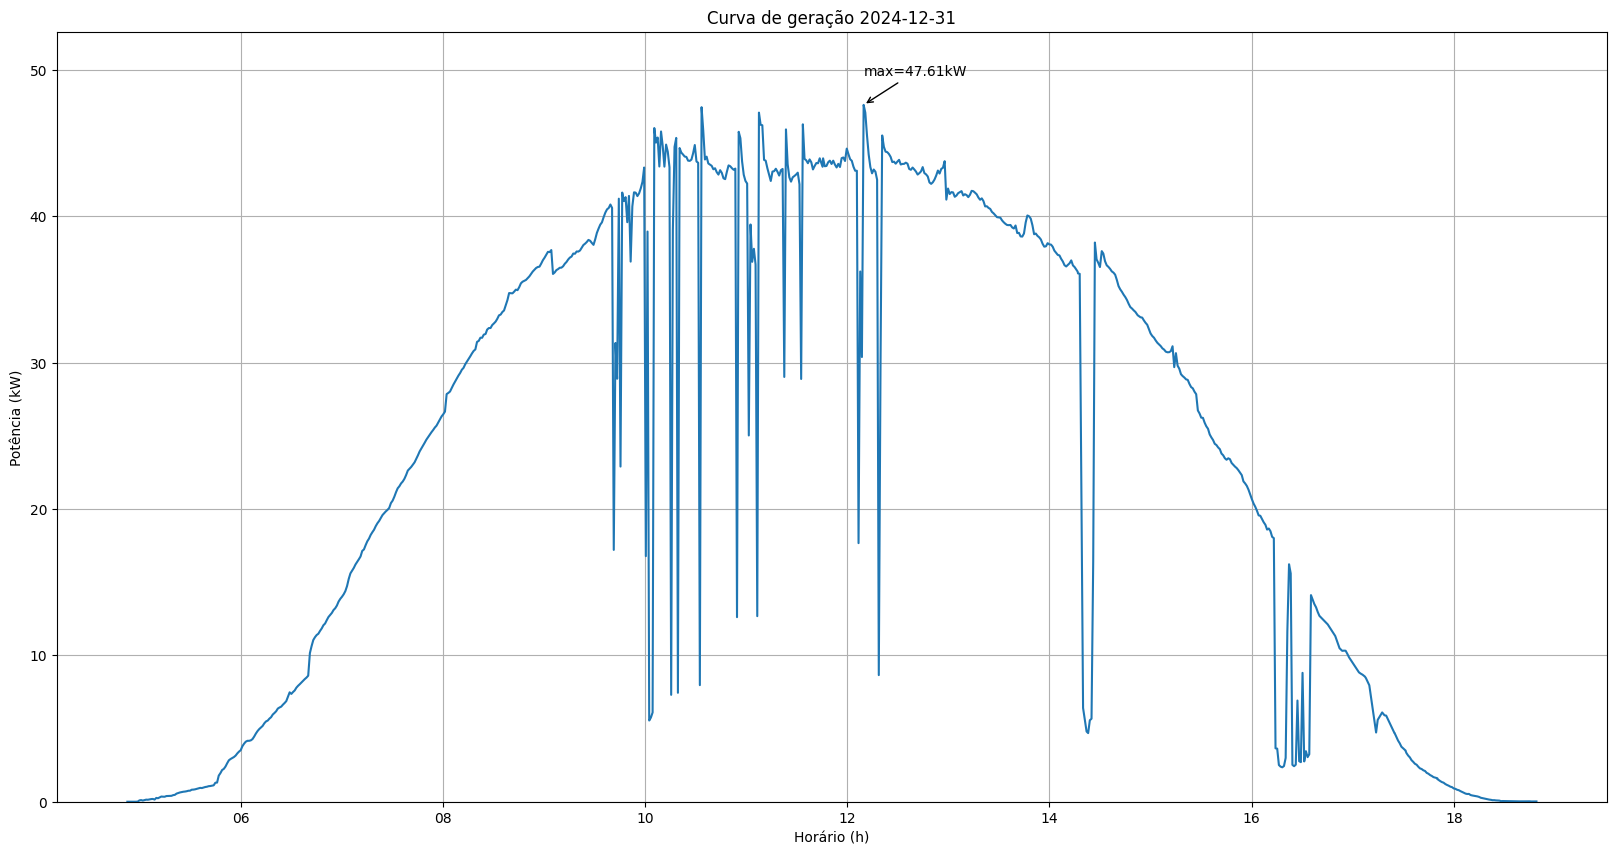 Curva de geração 2024-12-31
max=47.61kW
50
40
30
20
10
0
Potência (kW)
06 08 10 12 14 16 18
Horário (h)